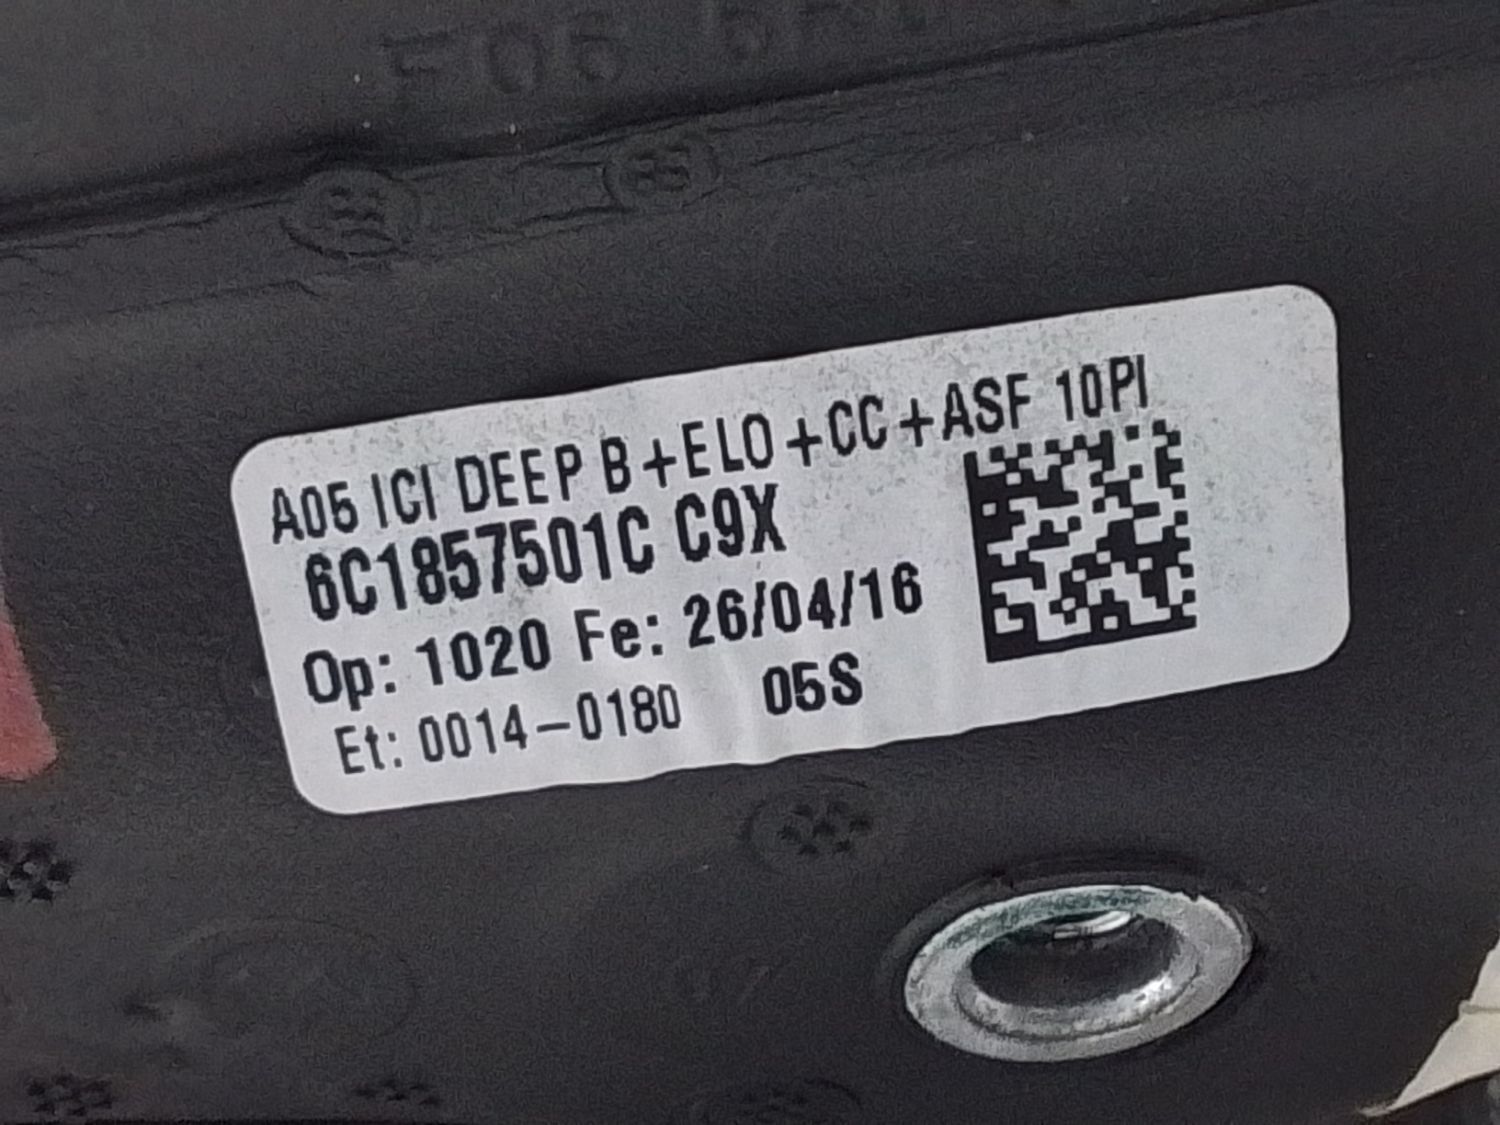 F06
A05 ICI DEEP B+ELO+CC+ASF 10PI
6C1857501C C9X
Op: 1020 Fe: 26/04/16
Et: 0014-0180 05S